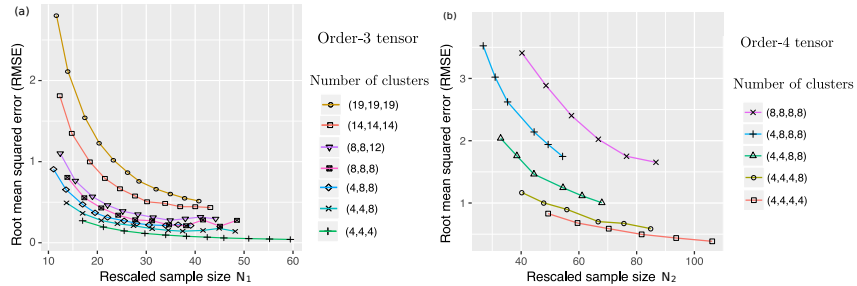 (a)
Root mean squared error (RMSE)
2
1
0
10
20
30
40
50
60
Rescaled sample size N₁
Order-3 tensor
Number of clusters
(19,19,19)
(14,14,14)
(8,8,12)
(8,8,8)
(4,8,8)
(4,4,8)
(4,4,4)
(b)
Root mean squared error (RMSE)
3
2
1
0
40
60
80
100
Rescaled sample size N₂
Order-4 tensor
Number of clusters
(8,8,8,8)
(4,8,8,8)
(4,4,8,8)
(4,4,4,8)
(4,4,4,4)